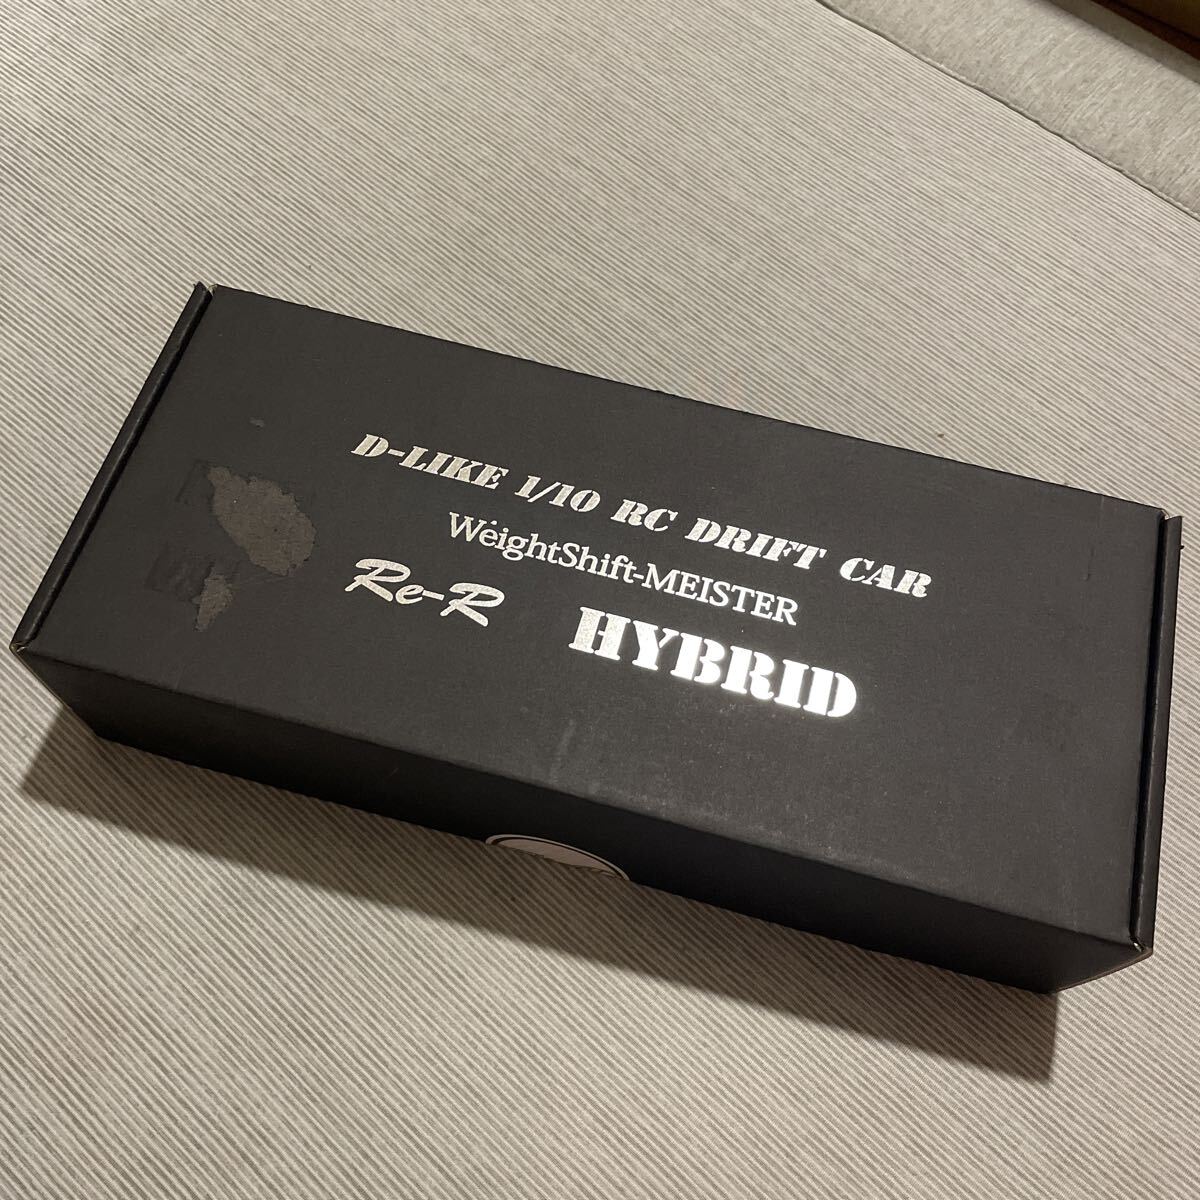 D-LIKE 1/10 RC DRIFT CAR
WeightShift-MEISTER
Re-R HYBRID